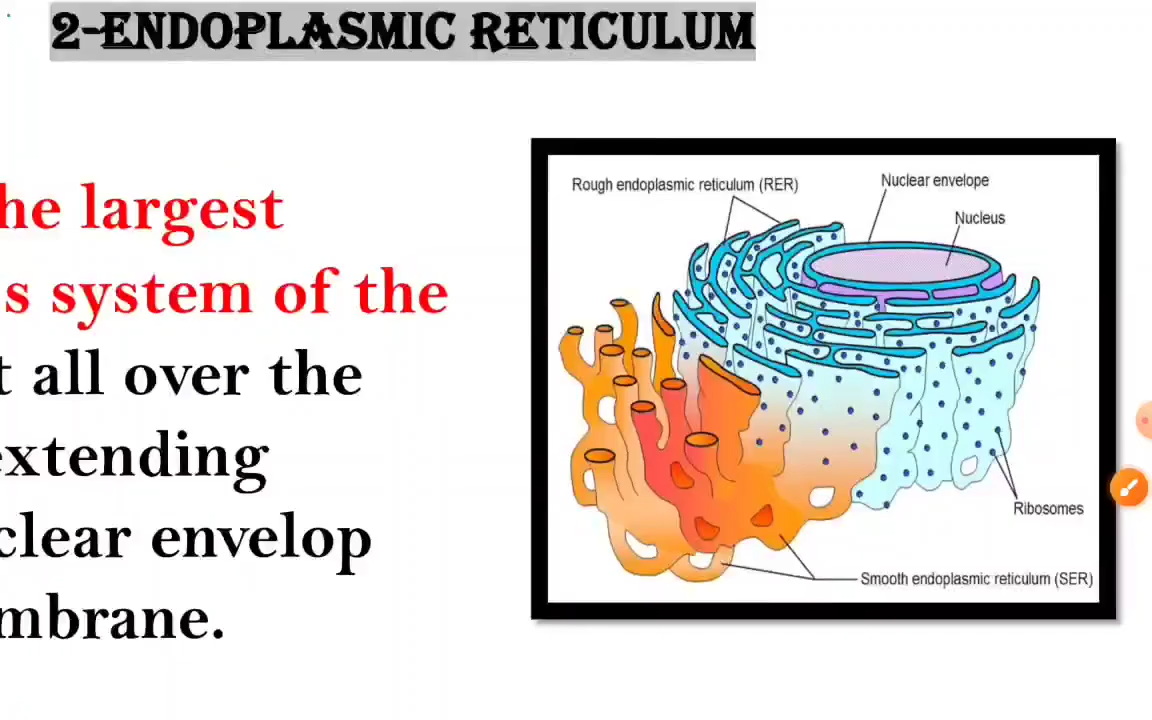 2-ENDOPLASMIC RETICULUM
he largest
s system of the
t all over the
extending
clear envelop
mbrane.
Rough endoplasmic reticulum (RER)
Nuclear envelope
Nucleus
Ribosomes
Smooth endoplasmic reticulum (SER)